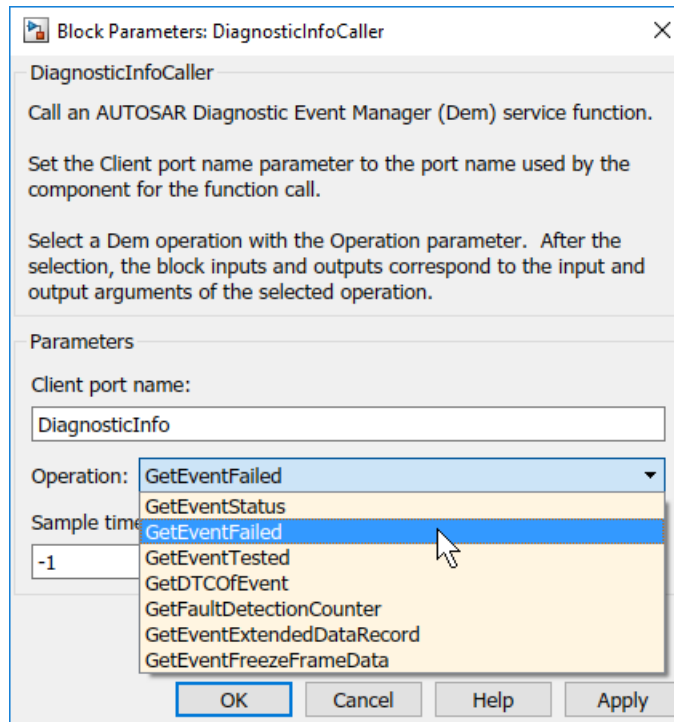 Block Parameters: DiagnosticInfoCaller
DiagnosticInfoCaller
Call an AUTOSAR Diagnostic Event Manager (Dem) service function.
Set the Client port name parameter to the port name used by the
component for the function call.
Select a Dem operation with the Operation parameter.  After the
selection, the block inputs and outputs correspond to the input and
output arguments of the selected operation.
Parameters
Client port name:
DiagnosticInfo
Operation: GetEventFailed
GetEventStatus
Sample time
GetEventFailed
-1
GetEventTested
GetDTCOfEvent
GetFaultDetectionCounter
GetEventExtendedDataRecord
GetEventFreezeFrameData
OK Cancel Help Apply